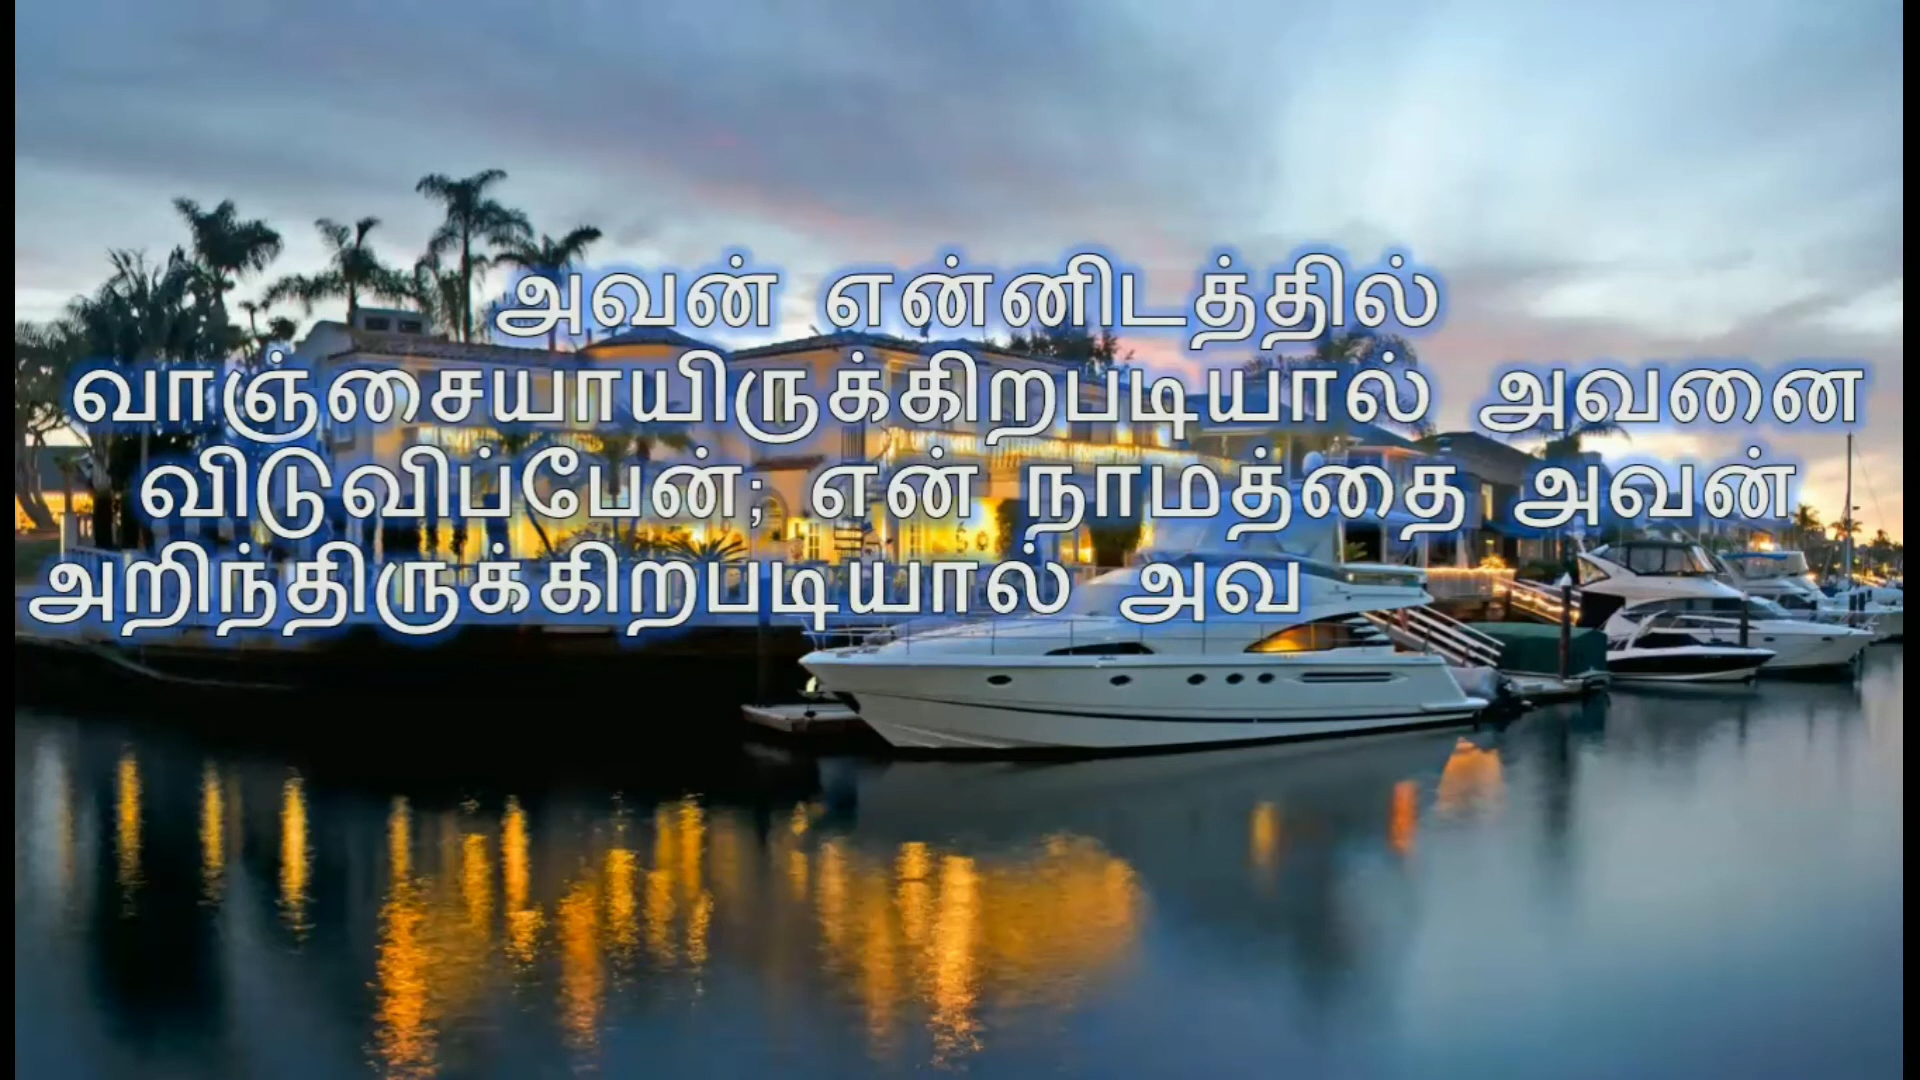 அவன் என்னிடத்தில்
வாஞ்சையாயிருக்கிறபடியால் அவனை
விடுவிப்பேன்; என் நாமத்தை அவன்
அறிந்திருக்கிறபடியால் அவ